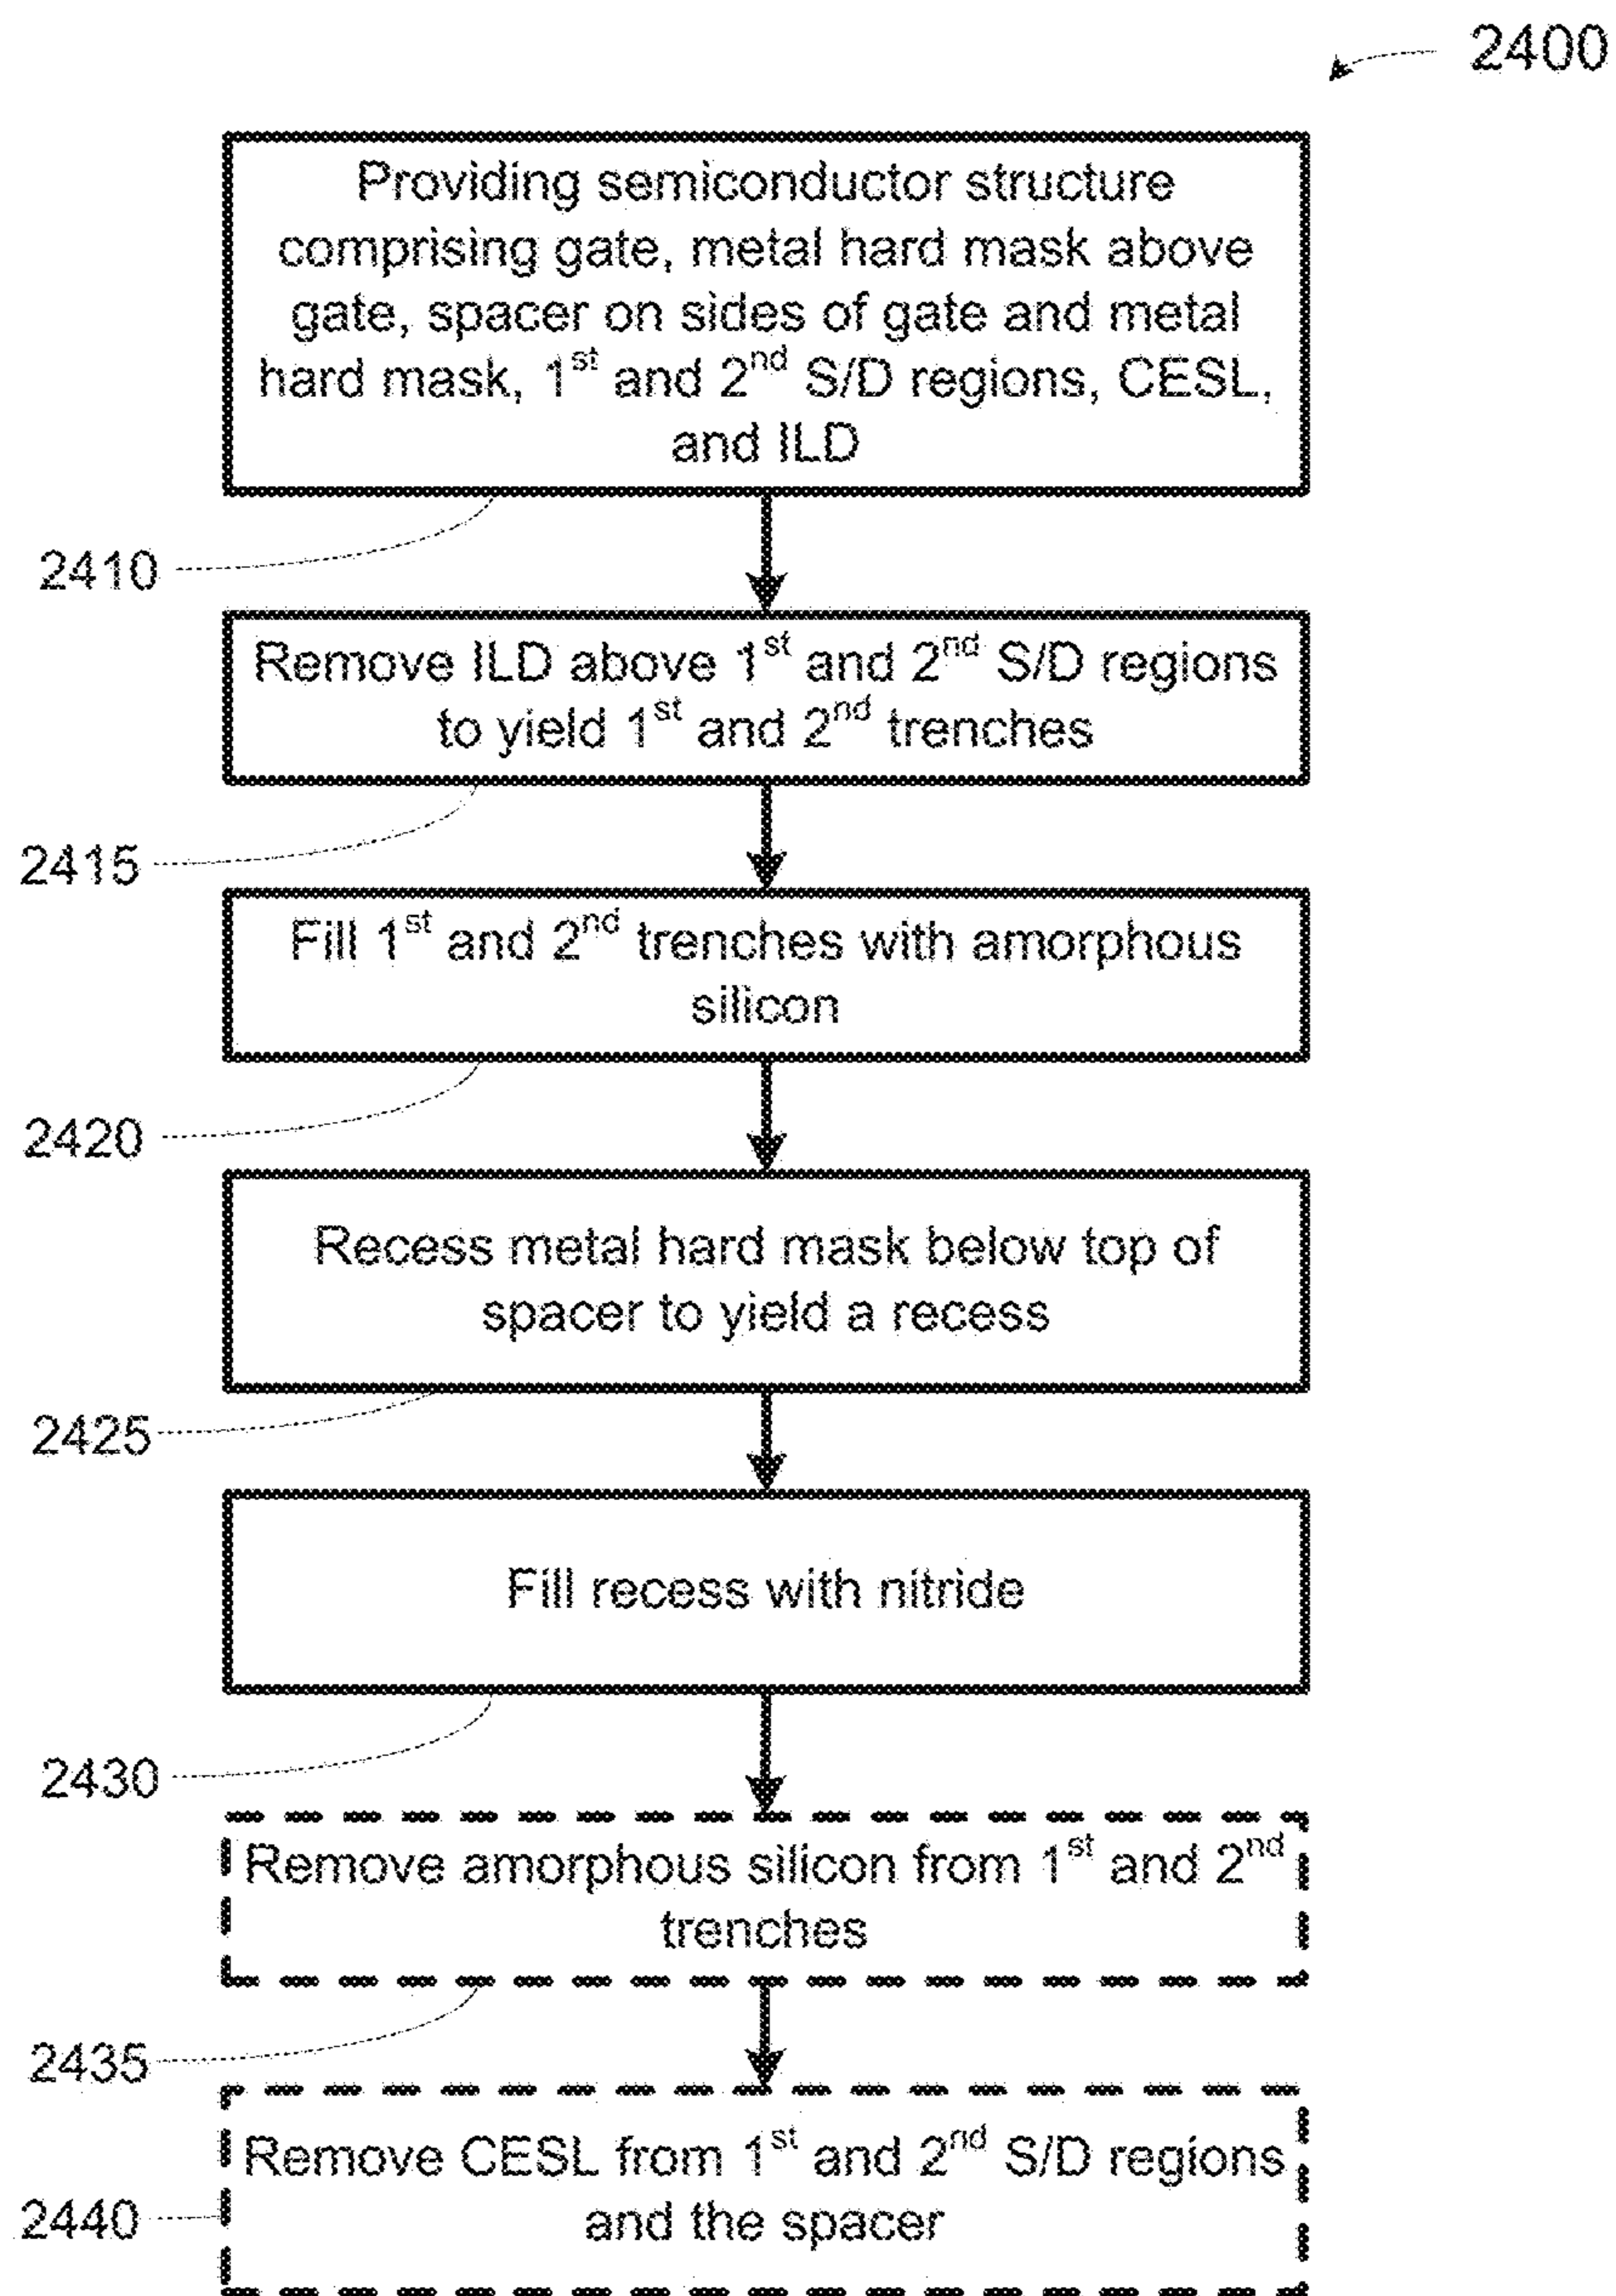 2400
Providing semiconductor structure
comprising gate, metal hard mask above
gate, spacer on sides of gate and metal
hard mask, 1st and 2nd S/D regions, CESL,
and ILD
2410
Remove ILD above 1st and 2nd S/D regions
to yield 1st and 2nd trenches
2415
Fill 1st and 2nd trenches with amorphous
silicon
2420
Recess metal hard mask below top of
spacer to yield a recess
2425
Fill recess with nitride
2430
Remove amorphous silicon from 1st and 2nd
trenches
2435
Remove CESL from 1st and 2nd S/D regions
and the spacer
2440